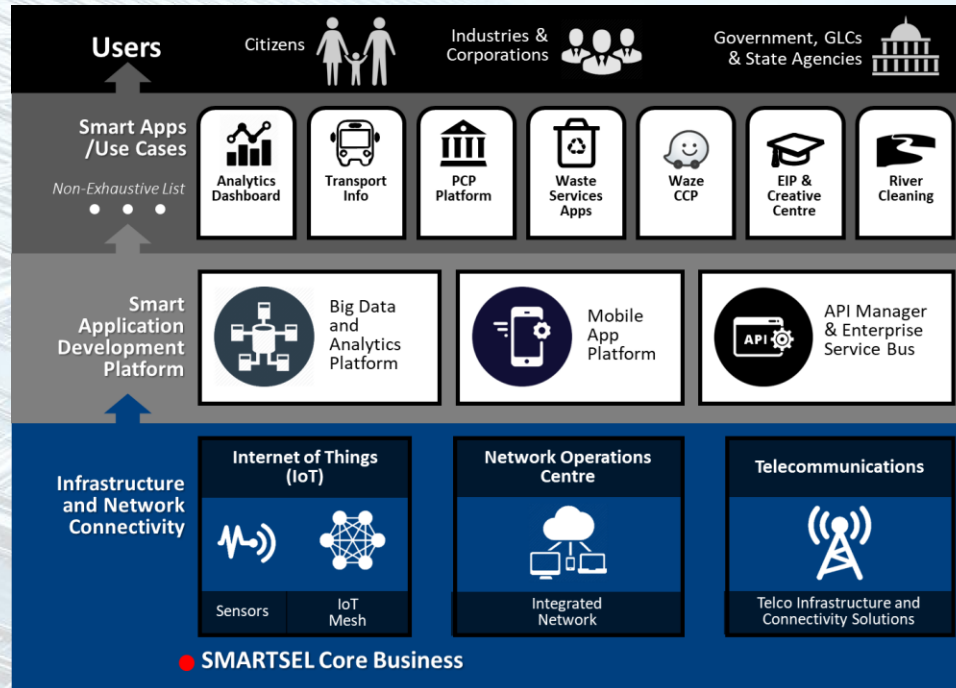 Users
Citizens
Industries &
Corporations
Government, GLCs
& State Agencies
Smart Apps
/Use Cases
Non-Exhaustive List
Analytics
Dashboard
Transport
Info
PCP
Platform
Waste
Services
Apps
Waze
CCP
EIP &
Creative
Centre
River
Cleaning
Smart
Application
Development
Platform
Big Data
and
Analytics
Platform
Mobile
App
Platform
API
API Manager
& Enterprise
Service Bus
Infrastructure
and Network
Connectivity
Internet of Things
(IoT)
Sensors
IoT
Mesh
Network Operations
Centre
Integrated
Network
Telecommunications
Telco Infrastructure and
Connectivity Solutions
SMARTSEL Core Business